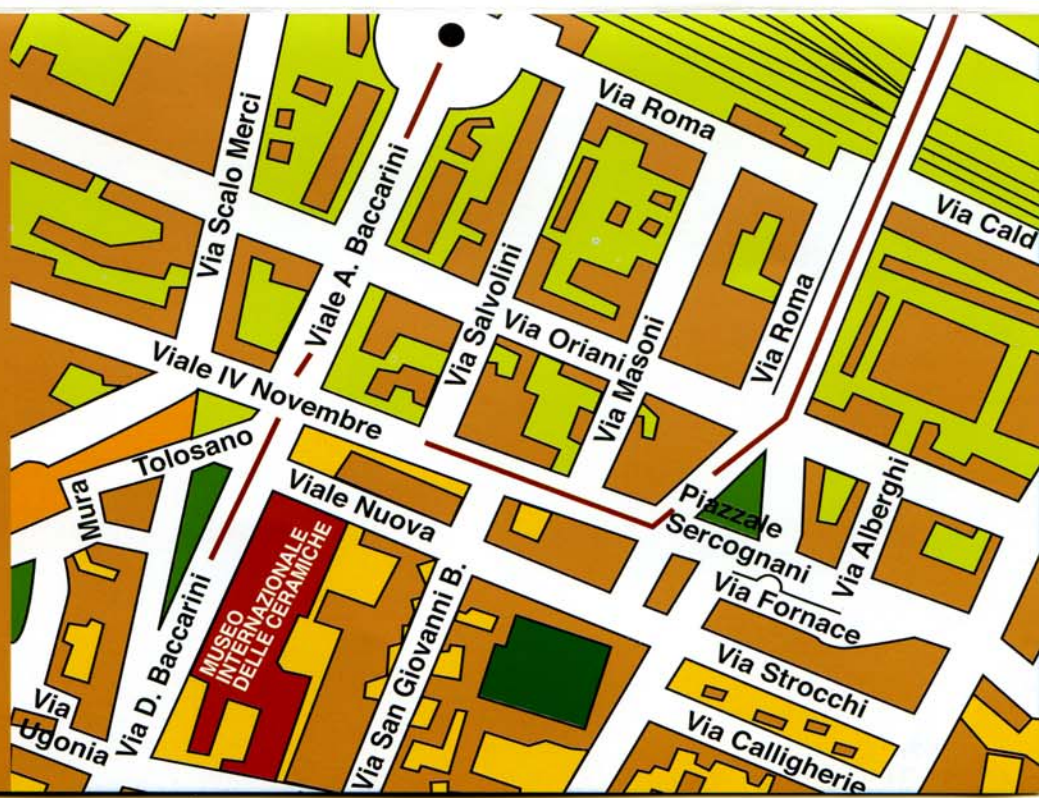 Via Roma
Via Scalo Merci
Viale A. Baccarini
Via Cald
Via Salvolini
Via Oriani
Via Masoni
Via Roma
Viale IV Novembre
Tolosano
Mura
Viale Nuova
Piazzale
Sercognani
Via Alberghi
Via Fornace
MUSEO
INTERNAZIONALE
DELLE CERAMICHE
Via D. Baccarini
Via San Giovanni B.
Via Strocchi
Via
Ugonia
Via Calligherie